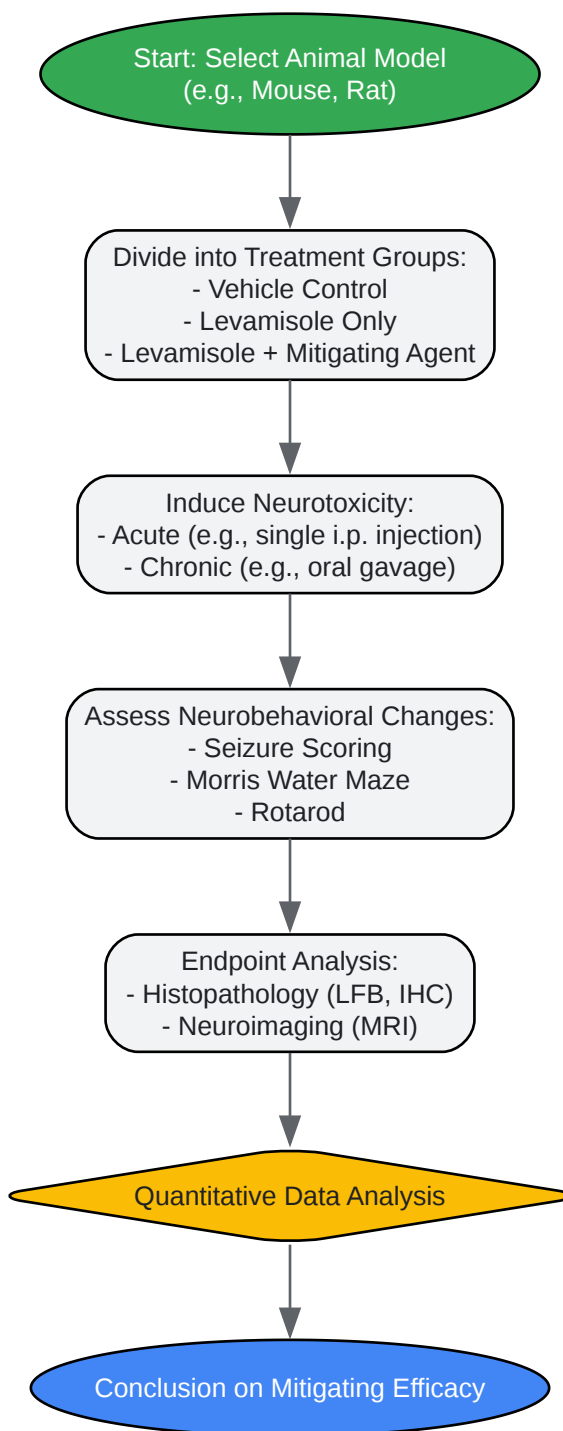 Start: Select Animal Model
(e.g., Mouse, Rat)
Divide into Treatment Groups:
- Vehicle Control
- Levamisole Only
- Levamisole + Mitigating Agent
Induce Neurotoxicity:
- Acute (e.g., single i.p. injection)
- Chronic (e.g., oral gavage)
Assess Neurobehavioral Changes:
- Seizure Scoring
- Morris Water Maze
- Rotarod
Endpoint Analysis:
- Histopathology (LFB, IHC)
- Neuroimaging (MRI)
Quantitative Data Analysis
Conclusion on Mitigating Efficacy